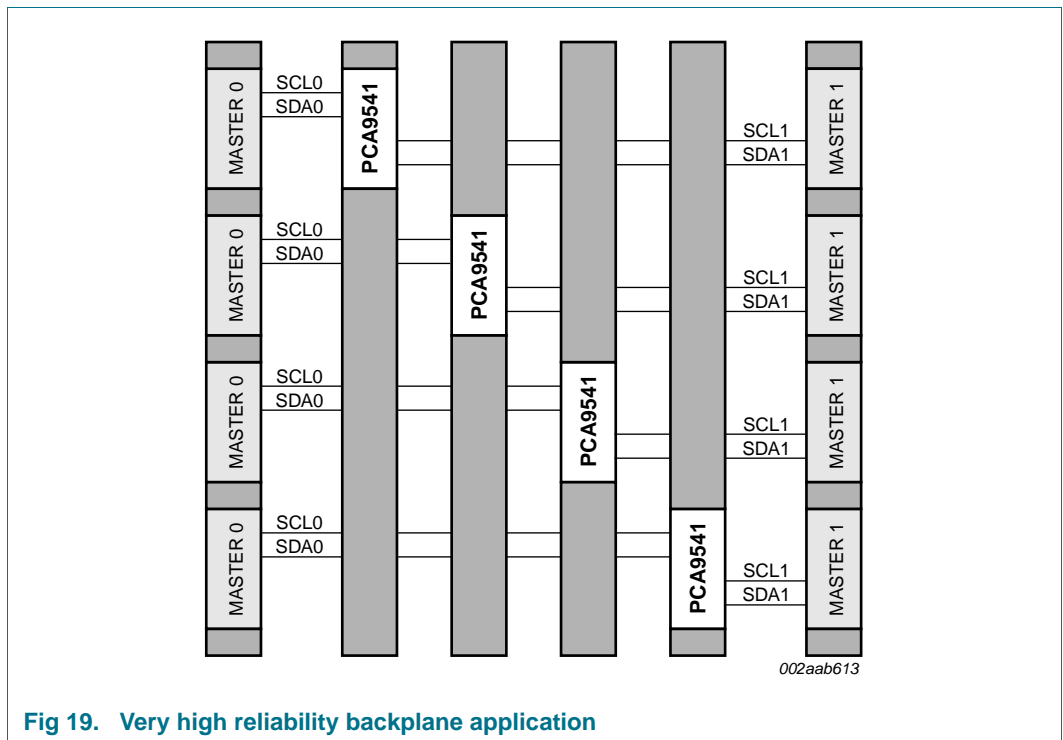 MASTER 0
SCL0
SDA0
PCA9541
SCL1
SDA1
MASTER 1
MASTER 0
SCL0
SDA0
PCA9541
SCL1
SDA1
MASTER 1
MASTER 0
SCL0
SDA0
PCA9541
SCL1
SDA1
MASTER 1
MASTER 0
SCL0
SDA0
PCA9541
SCL1
SDA1
MASTER 1
002aab613
Fig 19. Very high reliability backplane application